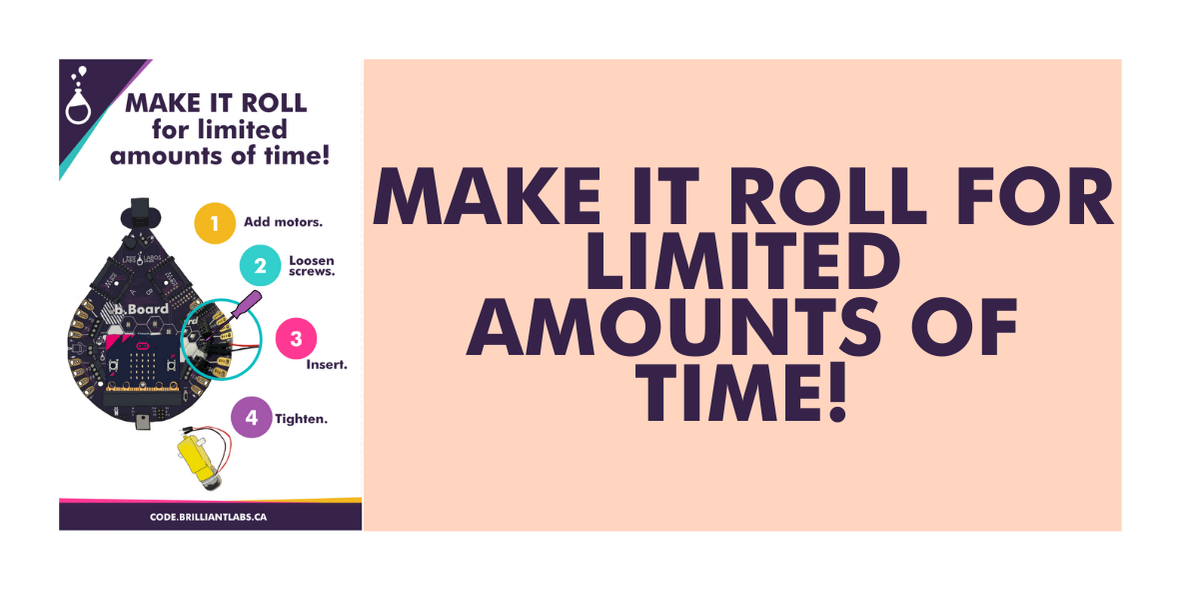 MAKE IT ROLL
for limited
amounts of time!
1
Add motors.
2
Loosen
screws.
b.Board
3
Insert.
4
Tighten.
CODE.BRILLIANTLABS.CA
MAKE IT ROLL FOR
LIMITED
AMOUNTS OF
TIME!